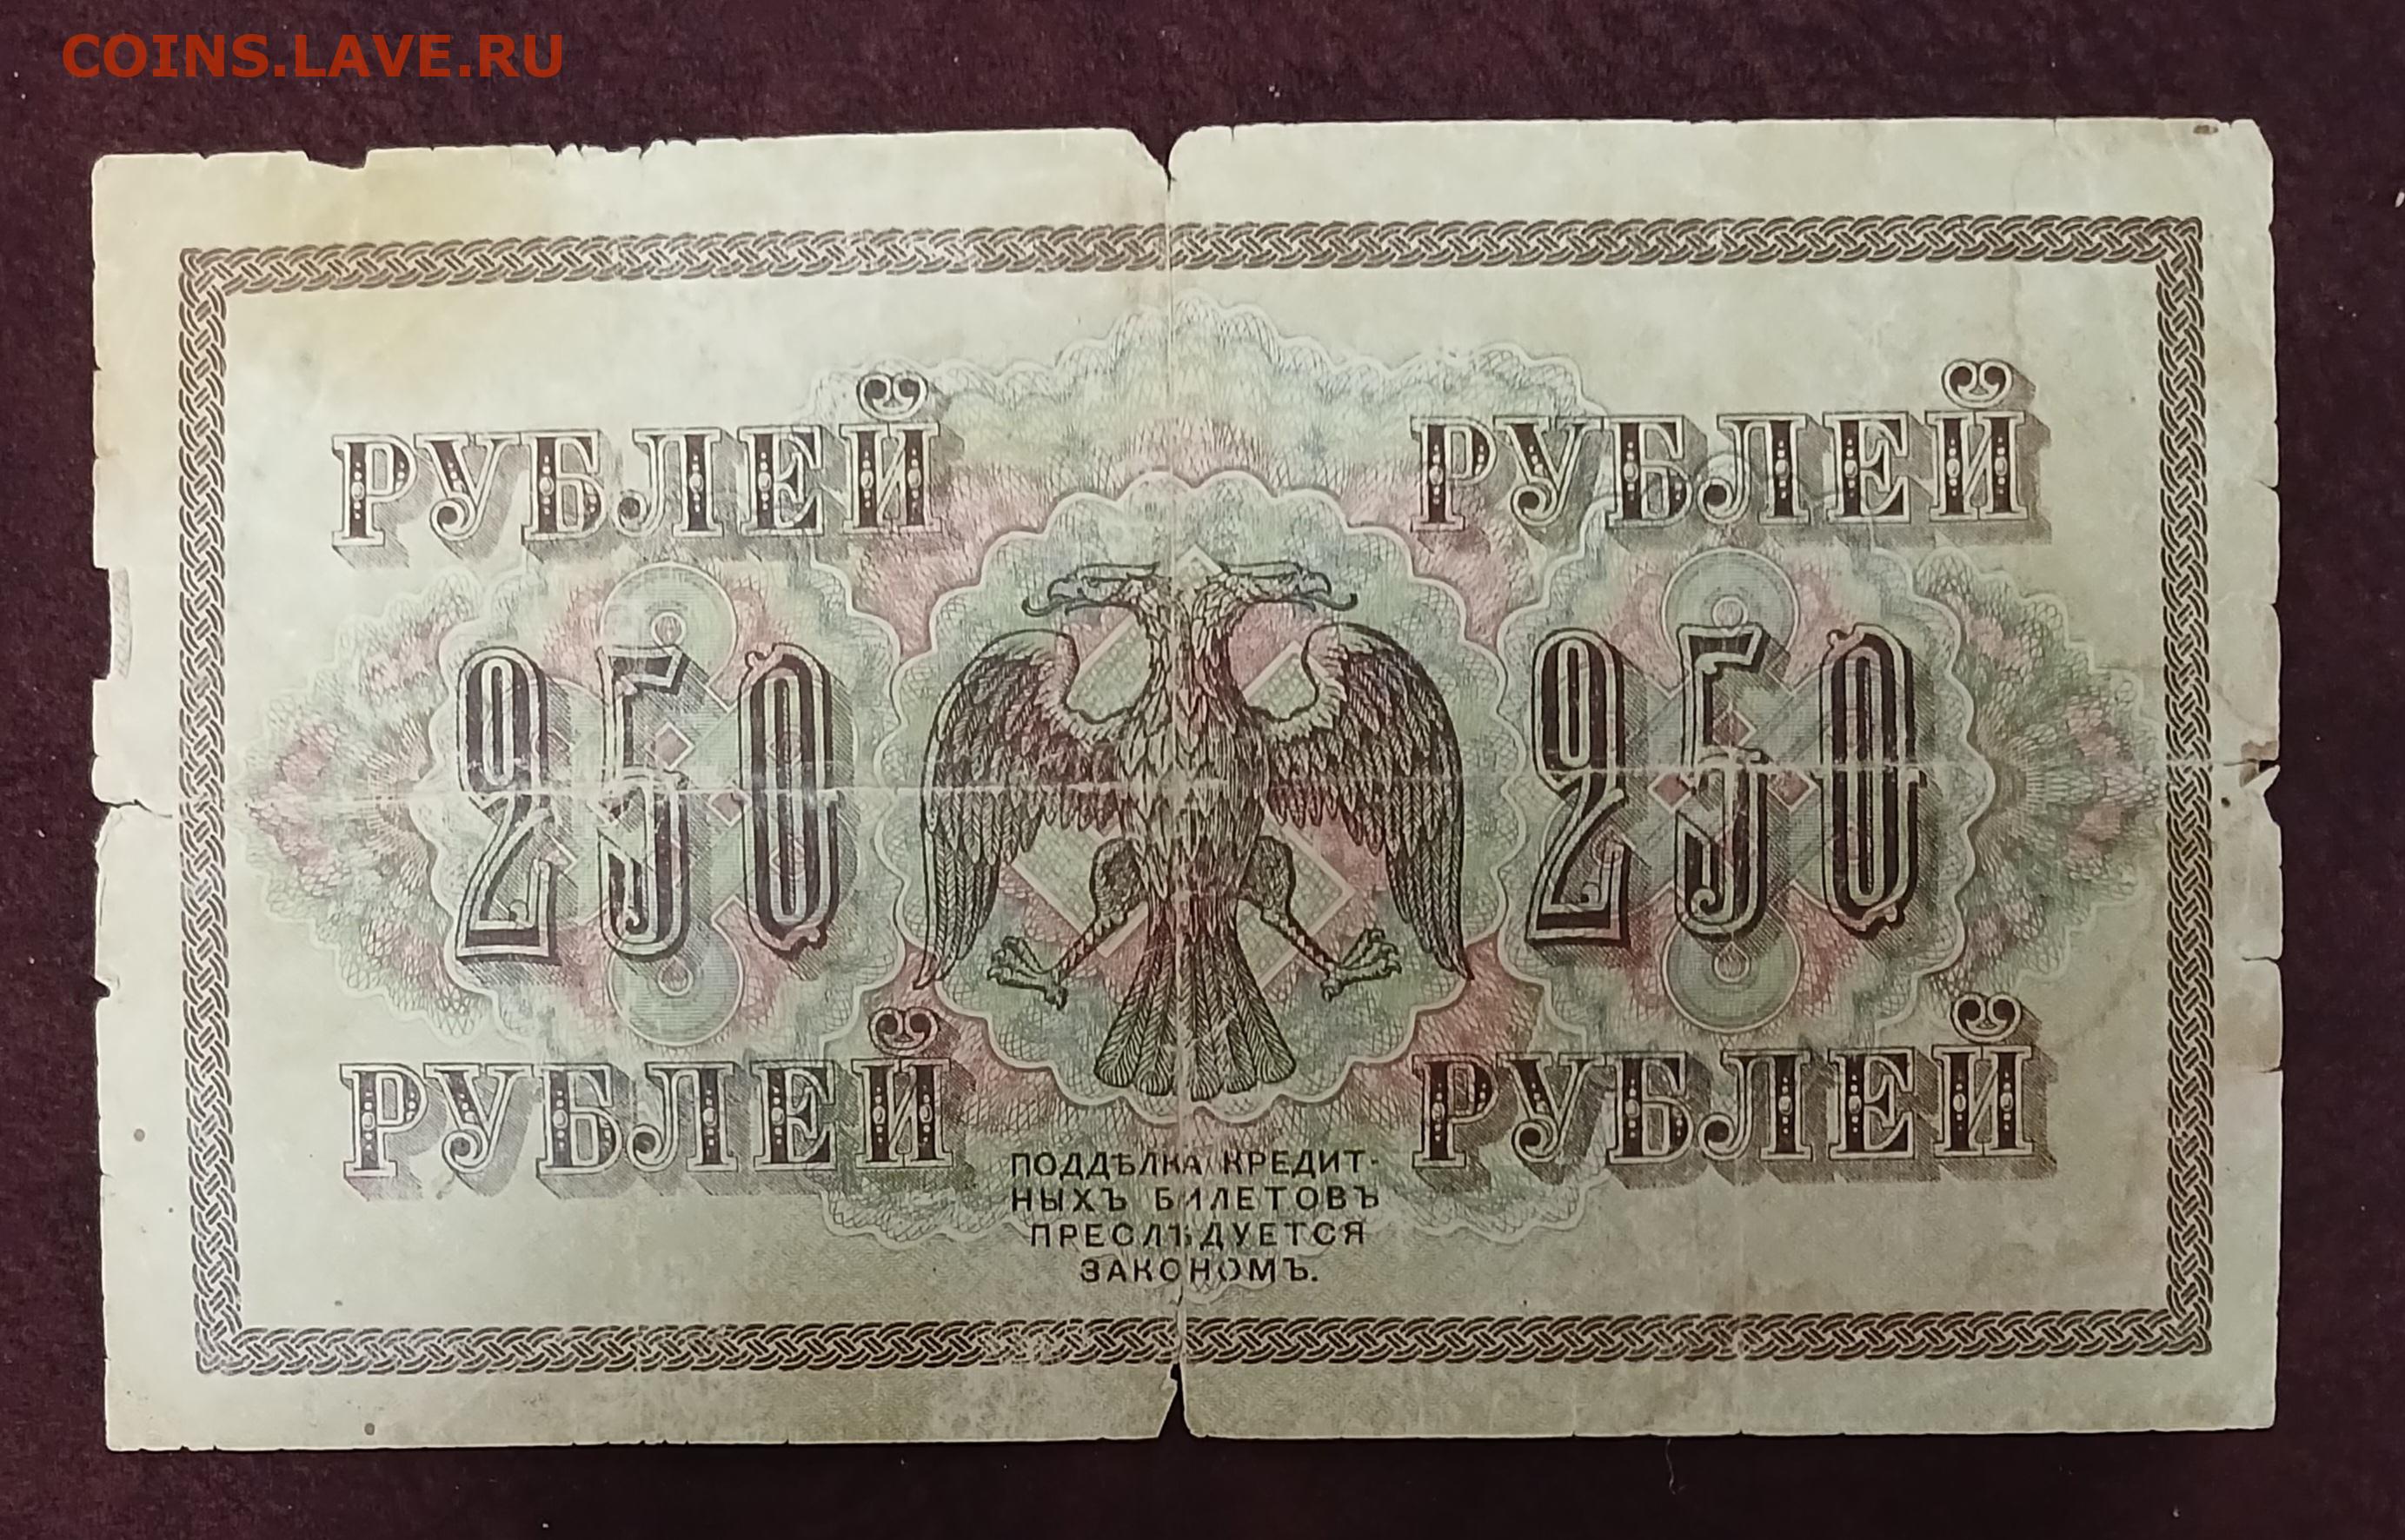 COINS.LAVE.RU
РУБЛЕЙ РУБЛЕЙ
250 250
РУБЛЕЙ РУБЛЕЙ
ПОДДѢЛКА КРЕДИТ-
НЫХЪ БИЛЕТОВЪ
ПРЕСЛѢДУЕТСЯ
ЗАКОНОМЪ.